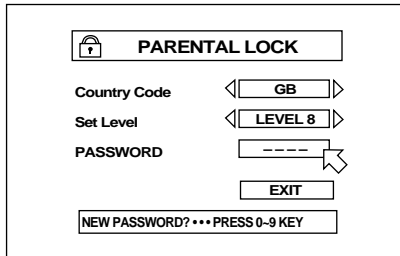 PARENTAL LOCK
Country Code GB
Set Level LEVEL 8
PASSWORD – – – –
EXIT
NEW PASSWORD? • • • PRESS 0~9 KEY